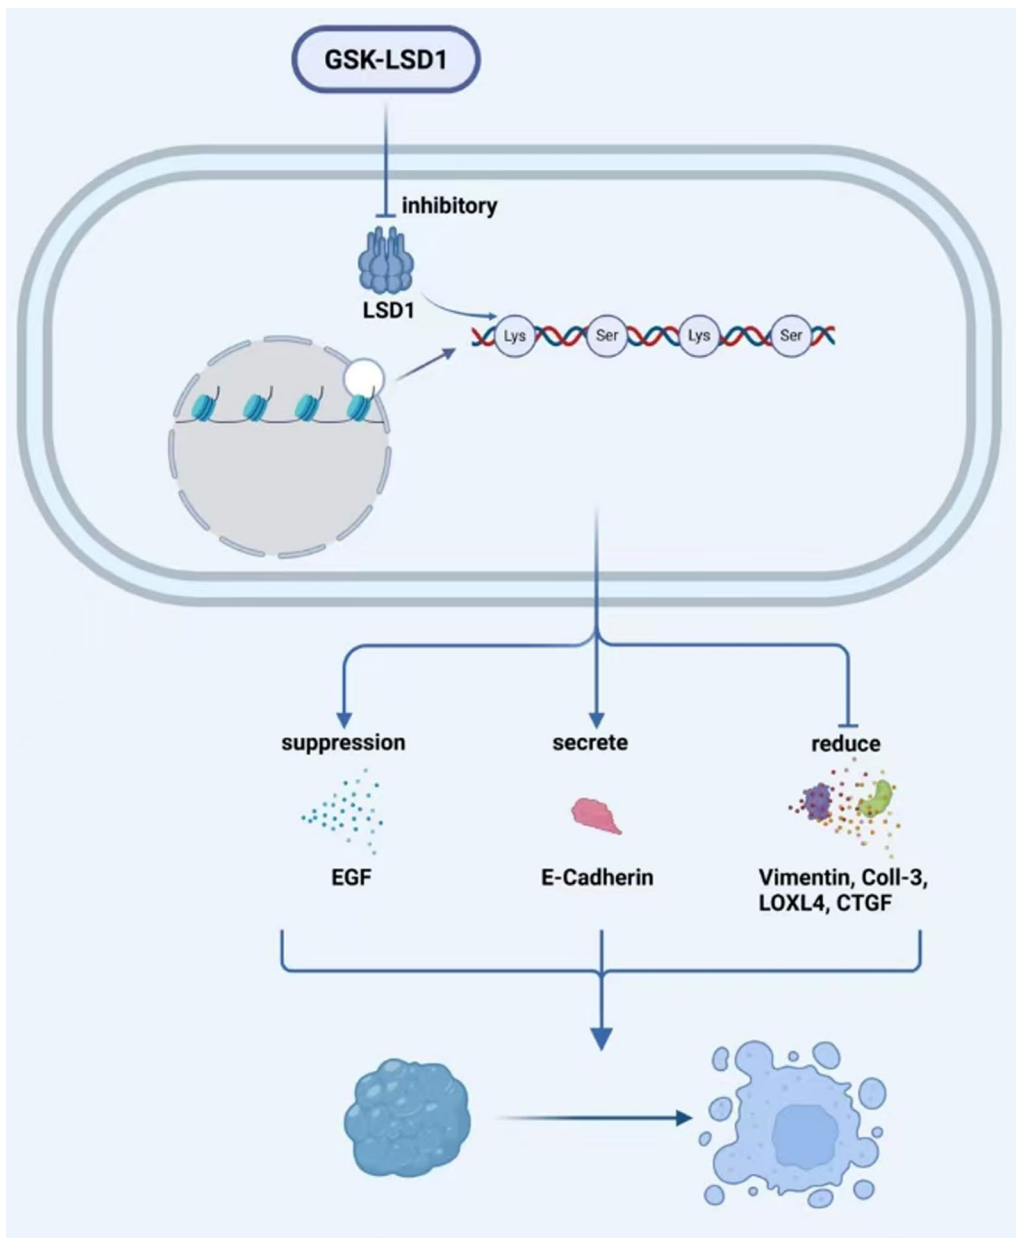 GSK-LSD1
inhibitory
LSD1
Lys Ser Lys Ser
suppression secrete reduce
EGF E-Cadherin Vimentin, Coll-3,
LOXL4, CTGF